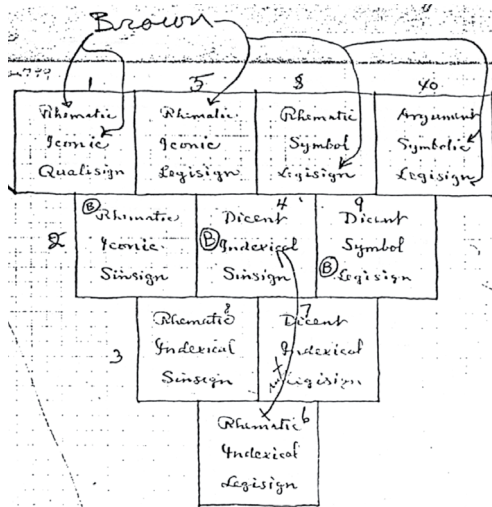 Brown
1 5 8 40
Rhematic Iconic Qualisign
Rhematic Iconic Legisign
Rhematic Symbol Legisign
Argument Symbolic Legisign
2
B Rhematic Iconic Sinsign
4
Dicent B Indexical Sinsign
9
Dicent Symbol B Legisign
3
Rhematic Indexical Sinsign
7
Dicent Indexical Legisign
6
Rhematic Indexical Legisign